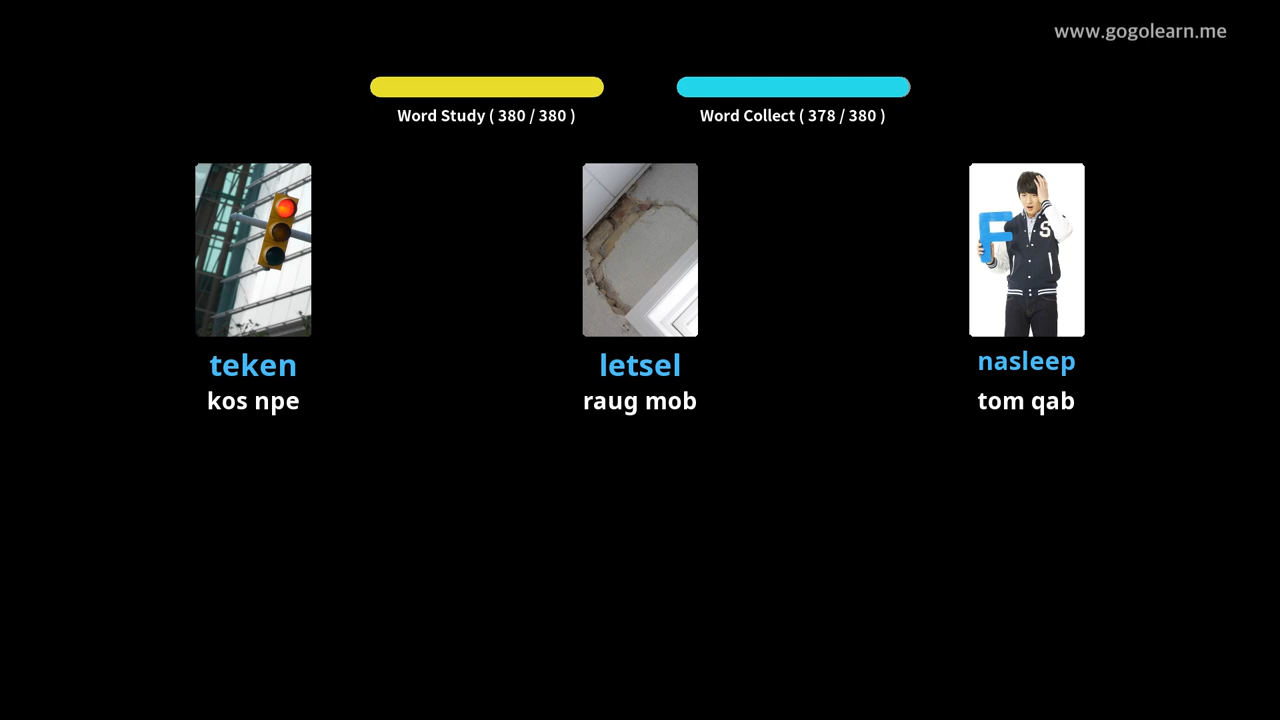 www.gogolearn.me
Word Study ( 380 / 380 )
Word Collect ( 378 / 380 )
F
S
teken
letsel
nasleep
kos npe
raug mob
tom qab